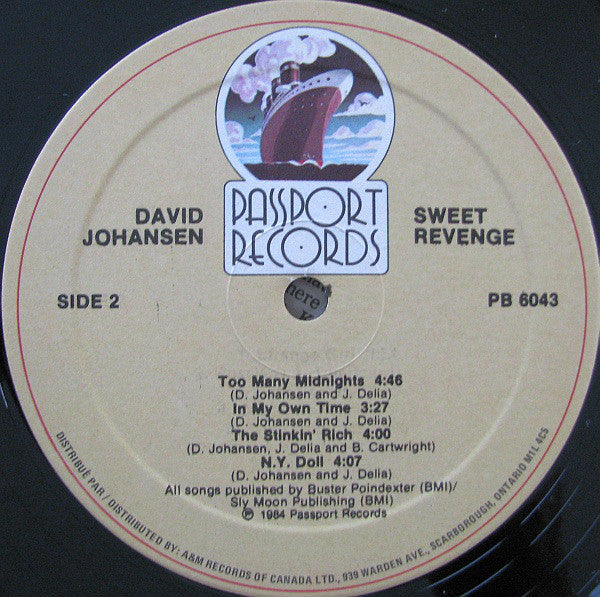 PASSPORT
RECORDS
DAVID
JOHANSEN
SWEET
REVENGE
SIDE 2
PB 6043
here
Too Many Midnights 4:46
(D. Johansen and J. Delia)
In My Own Time 3:27
(D. Johansen and J. Delia)
The Stinkin' Rich 4:00
(D. Johansen, J. Delia and B. Cartwright)
N.Y. Doll 4:07
(D. Johansen and J. Delia)
All songs published by Buster Poindexter (BMI)/
Sly Moon Publishing (BMI)
℗ 1984 Passport Records
DISTRIBUÉ PAR / DISTRIBUTED BY: A&M RECORDS OF CANADA LTD., 939 WARDEN AVE., SCARBOROUGH, ONTARIO M1L 4C5